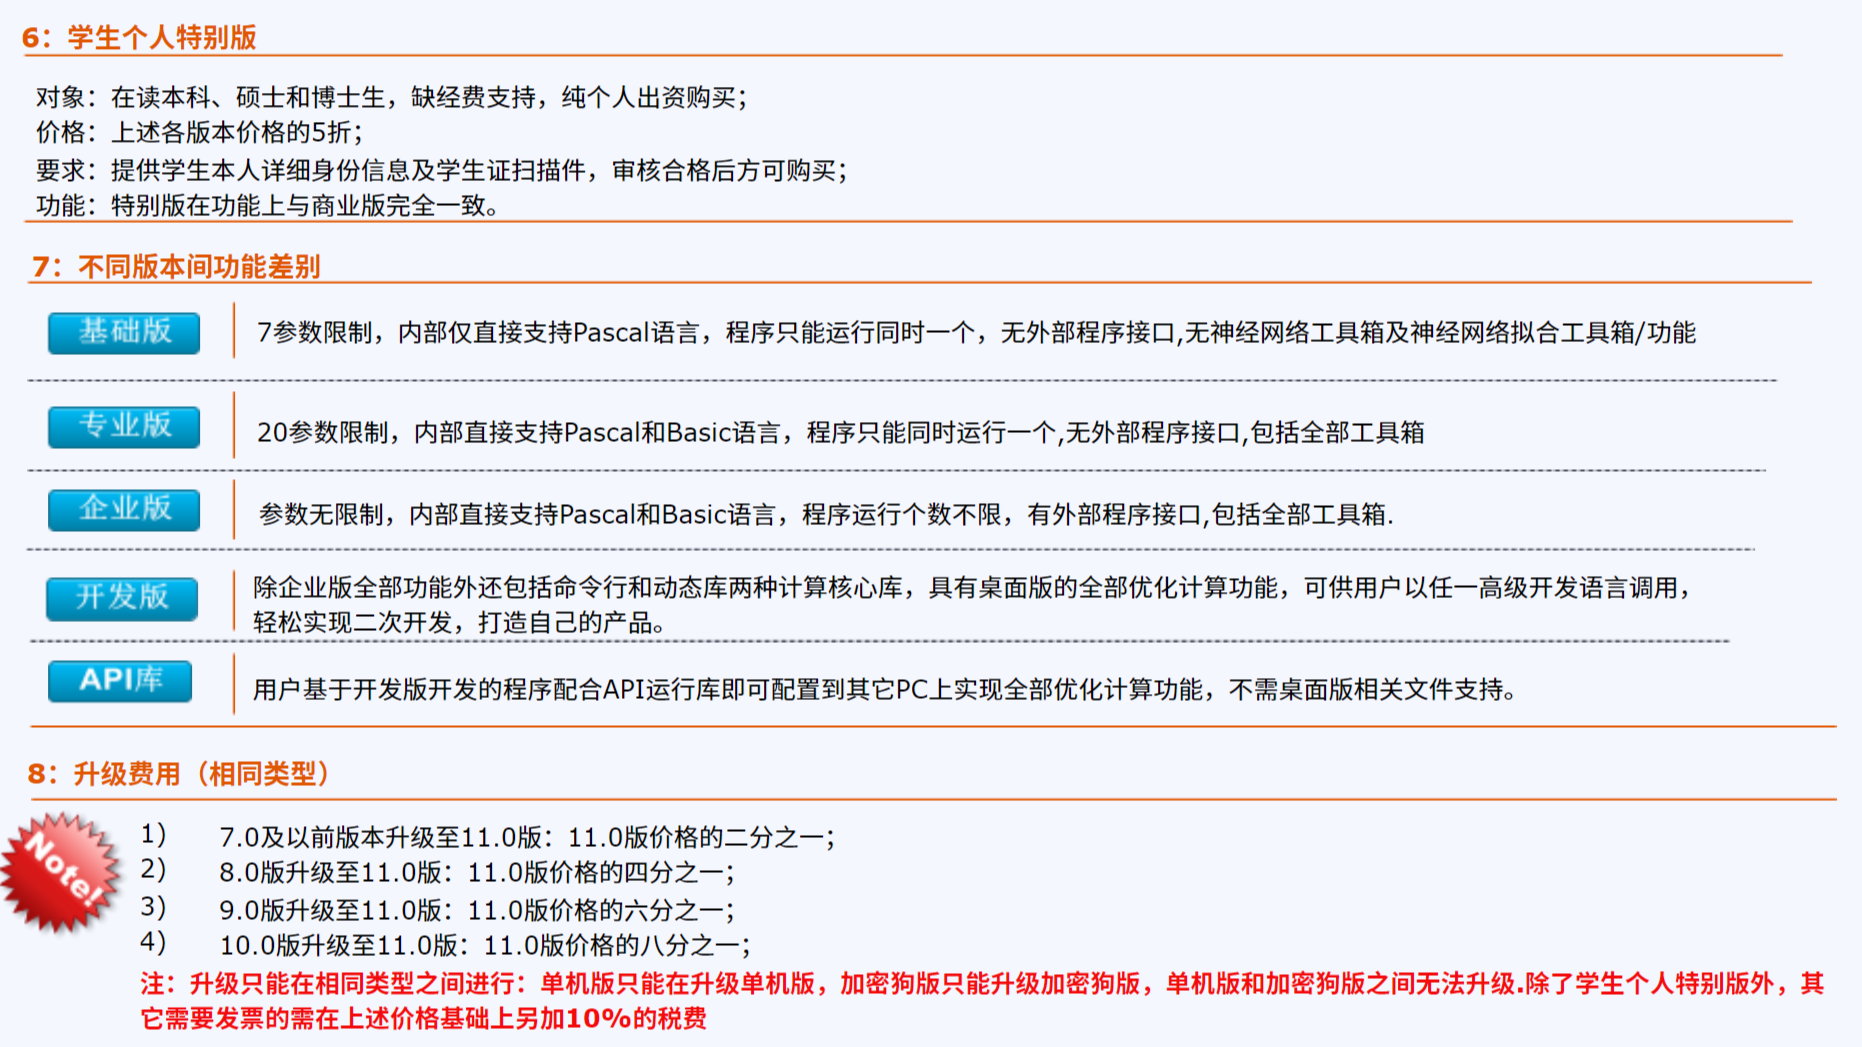 6：学生个人特别版
对象：在读本科、硕士和博士生，缺经费支持，纯个人出资购买；
价格：上述各版本价格的5折；
要求：提供学生本人详细身份信息及学生证扫描件，审核合格后方可购买；
功能：特别版在功能上与商业版完全一致。
7：不同版本间功能差别
基础版
7参数限制，内部仅直接支持Pascal语言，程序只能运行同时一个，无外部程序接口,无神经网络工具箱及神经网络拟合工具箱/功能
专业版
20参数限制，内部直接支持Pascal和Basic语言，程序只能同时运行一个,无外部程序接口,包括全部工具箱
企业版
参数无限制，内部直接支持Pascal和Basic语言，程序运行个数不限，有外部程序接口,包括全部工具箱.
开发版
除企业版全部功能外还包括命令行和动态库两种计算核心库，具有桌面版的全部优化计算功能，可供用户以任一高级开发语言调用，
轻松实现二次开发，打造自己的产品。
API库
用户基于开发版开发的程序配合API运行库即可配置到其它PC上实现全部优化计算功能，不需桌面版相关文件支持。
8：升级费用（相同类型）
Note!
1） 7.0及以前版本升级至11.0版：11.0版价格的二分之一；
2） 8.0版升级至11.0版：11.0版价格的四分之一；
3） 9.0版升级至11.0版：11.0版价格的六分之一；
4） 10.0版升级至11.0版：11.0版价格的八分之一；
注：升级只能在相同类型之间进行：单机版只能在升级单机版，加密狗版只能升级加密狗版，单机版和加密狗版之间无法升级.除了学生个人特别版外，其
它需要发票的需在上述价格基础上另加10%的税费